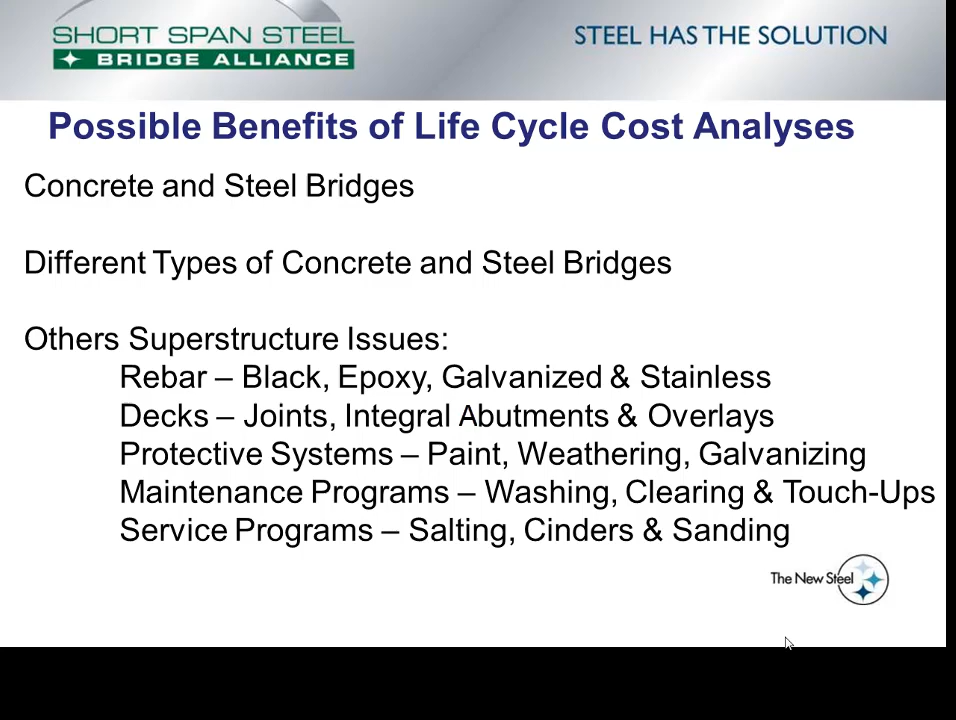 SHORT SPAN STEEL
BRIDGE ALLIANCE
STEEL HAS THE SOLUTION
Possible Benefits of Life Cycle Cost Analyses
Concrete and Steel Bridges
Different Types of Concrete and Steel Bridges
Others Superstructure Issues:
Rebar – Black, Epoxy, Galvanized & Stainless
Decks – Joints, Integral Abutments & Overlays
Protective Systems – Paint, Weathering, Galvanizing
Maintenance Programs – Washing, Clearing & Touch-Ups
Service Programs – Salting, Cinders & Sanding
The New Steel